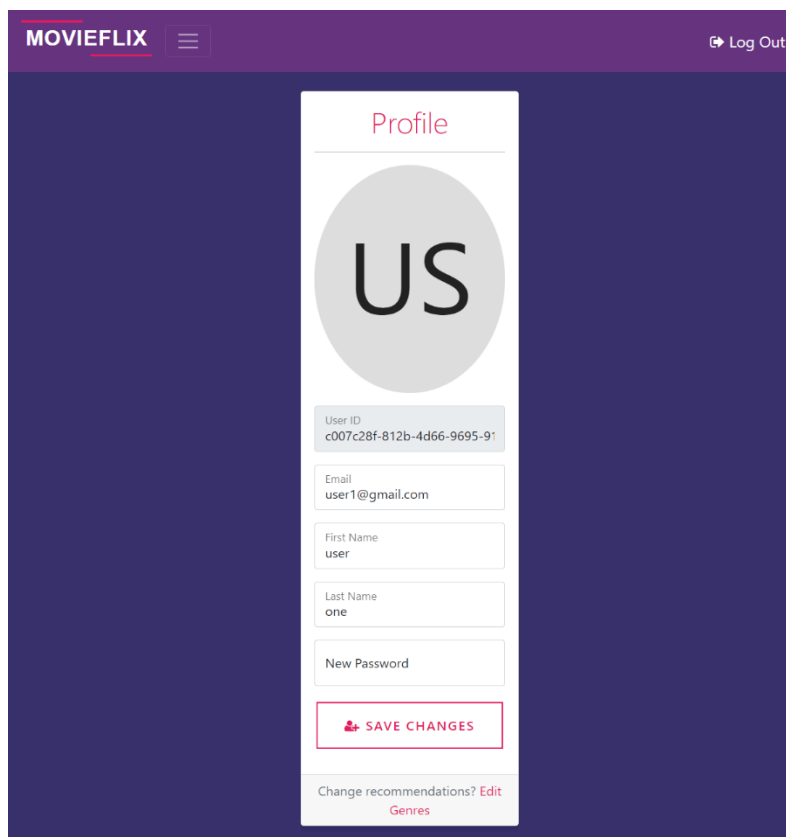 MOVIEFLIX
Log Out
Profile
US
User ID
c007c28f-812b-4d66-9695-91
Email
user1@gmail.com
First Name
user
Last Name
one
New Password
SAVE CHANGES
Change recommendations? Edit
Genres